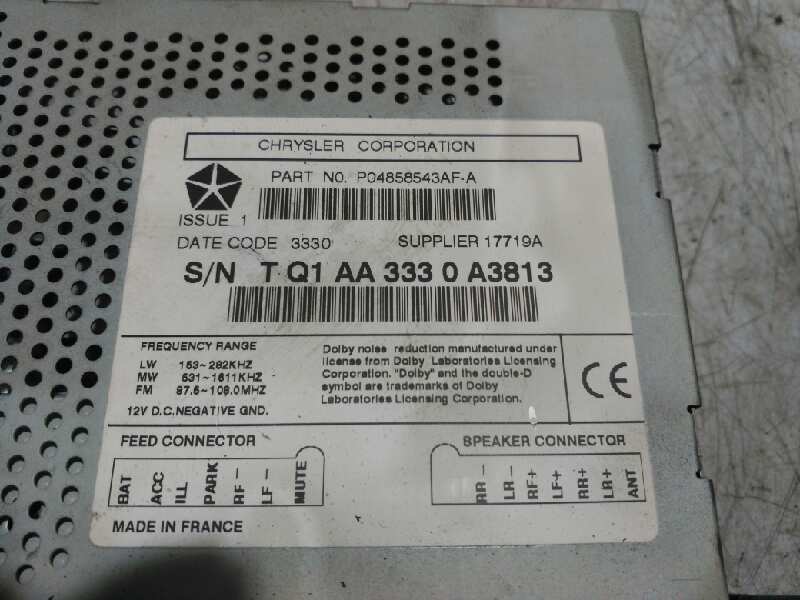 CHRYSLER CORPORATION
PART NO. P04858543AF-A
ISSUE 1
DATE CODE 3330 SUPPLIER 17719A
S/N T Q1 AA 333 0 A3813
FREQUENCY RANGE
LW 153~282KHZ
MW 531~1611KHZ
FM 87.5~108.0MHZ
12V D.C.NEGATIVE GND.
Dolby noise reduction manufactured under
license from Dolby Laboratories Licensing
Corporation. "Dolby" and the double-D
symbol are trademarks of Dolby
Laboratories Licensing Corporation.
CE
FEED CONNECTOR
BAT ACC ILL PARK RF- LF- MUTE
SPEAKER CONNECTOR
RR- LR- RF+ LF+ RR+ LR+ ANT
MADE IN FRANCE